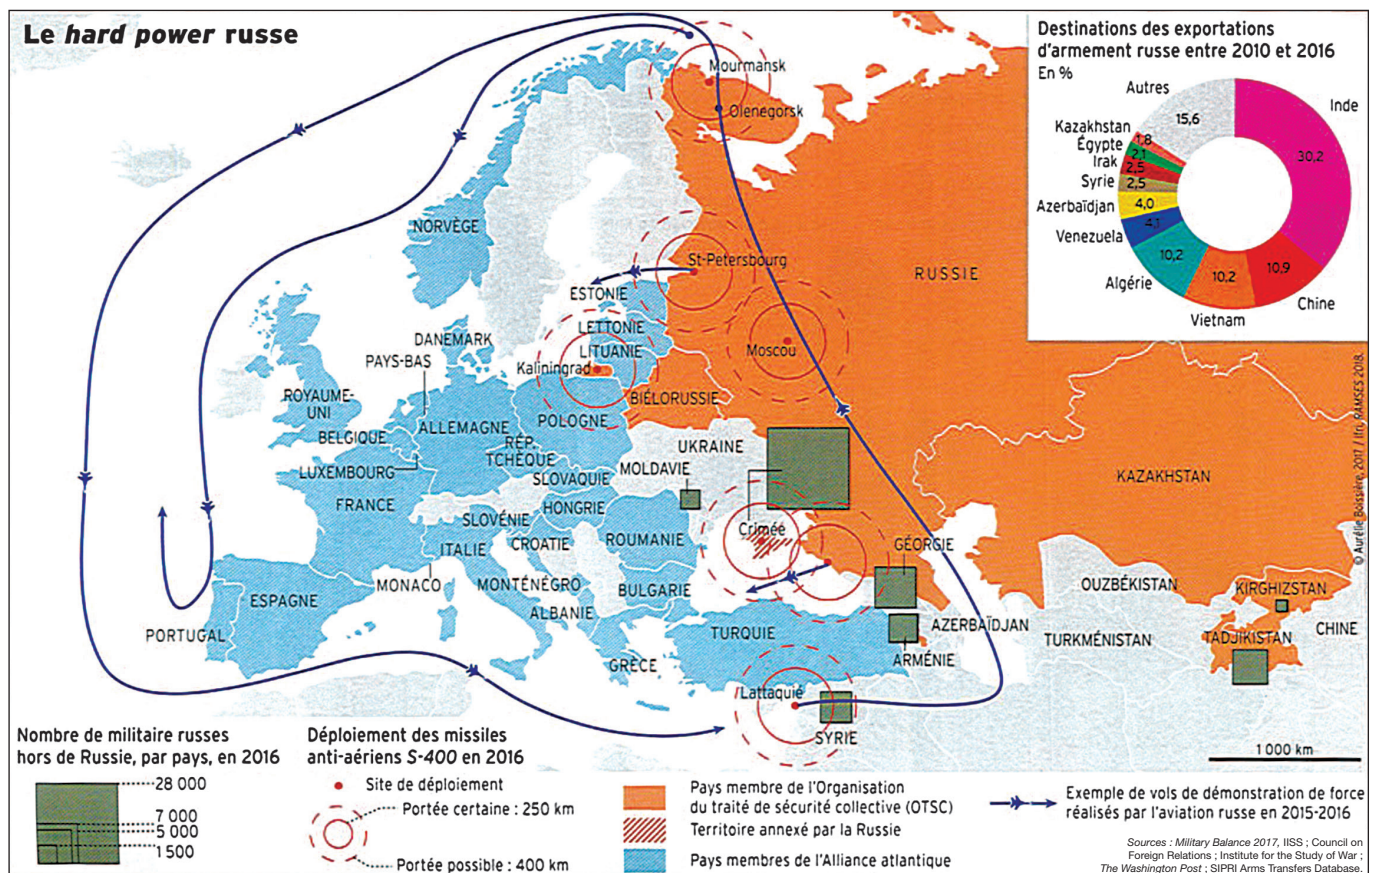 Le hard power russe
Destinations des exportations
d'armement russe entre 2010 et 2016
En %
Autres
Inde
Kazakhstan
Égypte
Irak
Syrie
Azerbaïdjan
Venezuela
Algérie
Vietnam
Chine
15,6
1,8
2,1
2,5
2,5
4,0
4,1
10,2
10,2
10,9
30,2
Mourmansk
Olenegorsk
NORVÈGE
St-Petersbourg
RUSSIE
ESTONIE
LETTONIE
DANEMARK
LITUANIE
Moscou
PAYS-BAS
Kaliningrad
ROYAUME-
UNI
BIÉLORUSSIE
POLOGNE
ALLEMAGNE
BELGIQUE
RÉP.
TCHÈQUE
UKRAINE
LUXEMBOURG
MOLDAVIE
SLOVAQUIE
KAZAKHSTAN
FRANCE
HONGRIE
SLOVÉNIE
Criméé
ITALIE
CROATIE
ROUMANIE
GÉORGIE
MONACO
MONTÉNÉGRO
BULGARIE
OUZBÉKISTAN
KIRGHIZSTAN
ESPAGNE
ALBANIE
AZERBAÏDJAN
CHINE
PORTUGAL
TURQUIE
TURKMÉNISTAN
TADJIKISTAN
GRÈCE
ARMÉNIE
Lattaquié
SYRIE
1 000 km
© Aurélie Boissière, 2017 / Ifri, RAMSES 2018.
Nombre de militaire russes
hors de Russie, par pays, en 2016
28 000
7 000
5 000
1 500
Déploiement des missiles
anti-aériens S-400 en 2016
Site de déploiement
Portée certaine : 250 km
Portée possible : 400 km
Pays membre de l'Organisation
du traité de sécurité collective (OTSC)
Territoire annexé par la Russie
Pays membres de l'Alliance atlantique
Exemple de vols de démonstration de force
réalisés par l'aviation russe en 2015-2016
Sources : Military Balance 2017, IISS ; Council on
Foreign Relations ; Institute for the Study of War ;
The Washington Post ; SIPRI Arms Transfers Database.